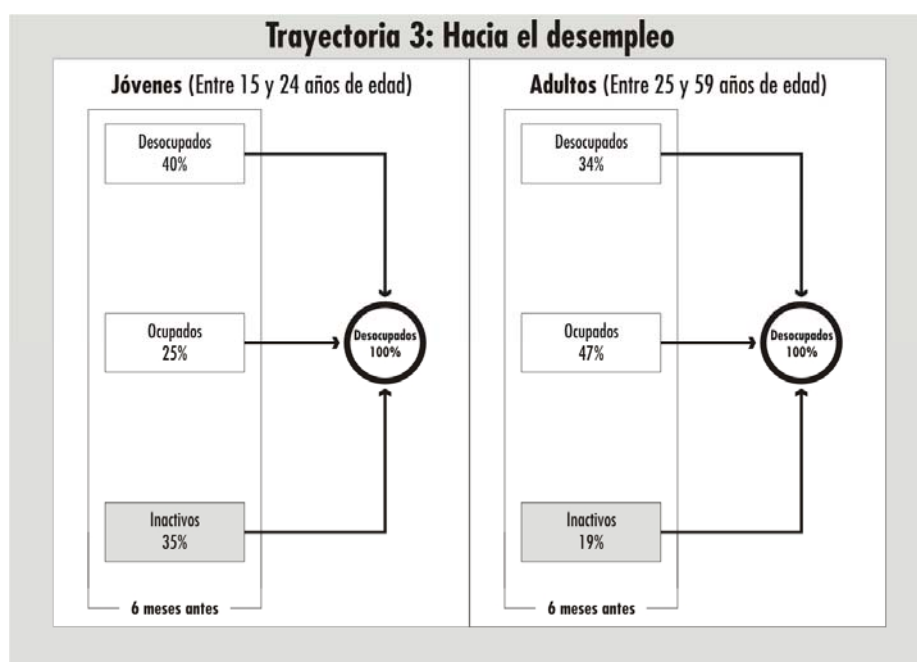 Trayectoria 3: Hacia el desempleo
Jóvenes (Entre 15 y 24 años de edad)
Desocupados
40%
Ocupados
25%
Desocupados
100%
Inactivos
35%
6 meses antes
Adultos (Entre 25 y 59 años de edad)
Desocupados
34%
Ocupados
47%
Desocupados
100%
Inactivos
19%
6 meses antes